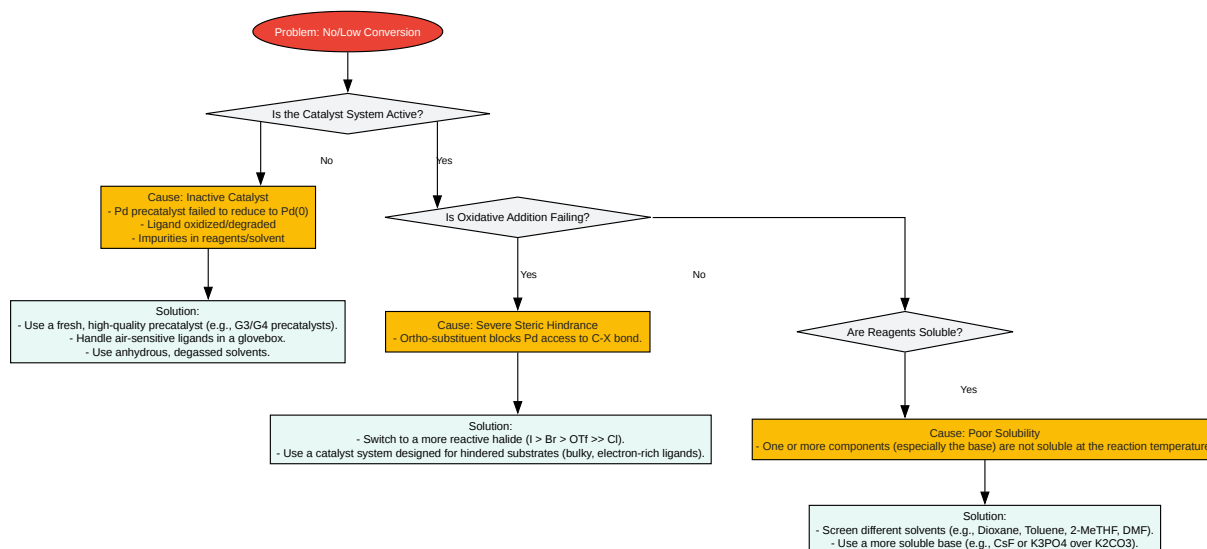 Problem: No/Low Conversion
Is the Catalyst System Active?
No
Yes
Cause: Inactive Catalyst
- Pd precatalyst failed to reduce to Pd(0)
- Ligand oxidized/degraded
- Impurities in reagents/solvent
Is Oxidative Addition Failing?
Yes
No
Solution:
- Use a fresh, high-quality precatalyst (e.g., G3/G4 precatalysts).
- Handle air-sensitive ligands in a glovebox.
- Use anhydrous, degassed solvents.
Cause: Severe Steric Hindrance
- Ortho-substituent blocks Pd access to C-X bond.
Are Reagents Soluble?
Yes
Solution:
- Switch to a more reactive halide (I > Br > OTf >> Cl).
- Use a catalyst system designed for hindered substrates (bulky, electron-rich ligands).
Cause: Poor Solubility
- One or more components (especially the base) are not soluble at the reaction temperature
Solution:
- Screen different solvents (e.g., Dioxane, Toluene, 2-MeTHF, DMF).
- Use a more soluble base (e.g., CsF or K3PO4 over K2CO3).